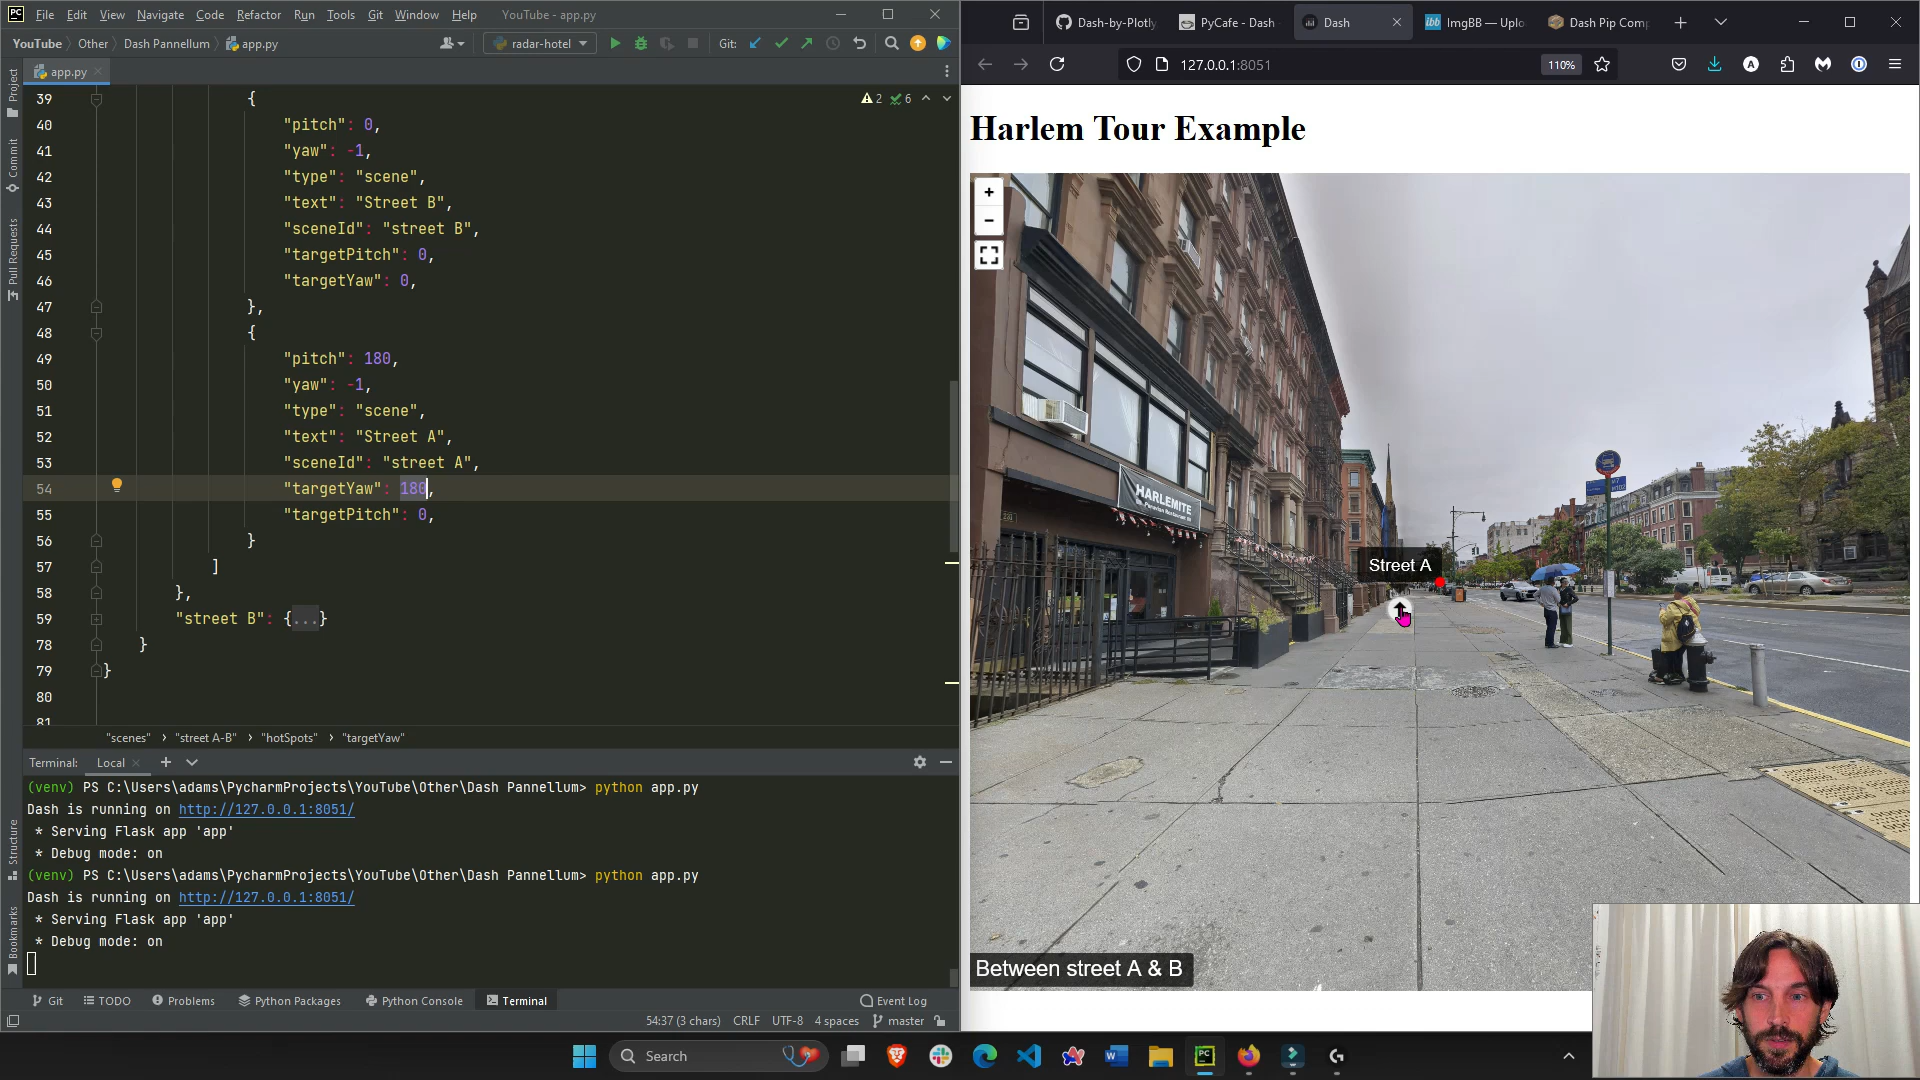 PC File Edit View Navigate Code Refactor Run Tools Git Window Help YouTube - app.py
YouTube Other Dash Pannellum app.py radar-hotel Git:
app.py
Project
Commit
Pull Requests
Structure
Bookmarks
2 6
39 {
40 "pitch": 0,
41 "yaw": -1,
42 "type": "scene",
43 "text": "Street B",
44 "sceneId": "street B",
45 "targetPitch": 0,
46 "targetYaw": 0,
47 },
48 {
49 "pitch": 180,
50 "yaw": -1,
51 "type": "scene",
52 "text": "Street A",
53 "sceneId": "street A",
54 "targetYaw": 180,
55 "targetPitch": 0,
56 }
57 ]
58 },
59 "street B": {...}
78 }
79 }
80
81
"scenes" › "street A-B" › "hotSpots" › "targetYaw"
Terminal: Local
(venv) PS C:\Users\adams\PycharmProjects\YouTube\Other\Dash Pannellum> python app.py
Dash is running on http://127.0.0.1:8051/
* Serving Flask app 'app'
* Debug mode: on
(venv) PS C:\Users\adams\PycharmProjects\YouTube\Other\Dash Pannellum> python app.py
Dash is running on http://127.0.0.1:8051/
* Serving Flask app 'app'
* Debug mode: on
Git TODO Problems Python Packages Python Console Terminal Event Log
54:37 (3 chars) CRLF UTF-8 4 spaces master
Dash-by-Plotly PyCafe - Dash Dash ImgBB — Uplo Dash Pip Comp
127.0.0.1:8051 110%
Harlem Tour Example
+
−
HARLEMITE
Street A
Between street A & B
Search